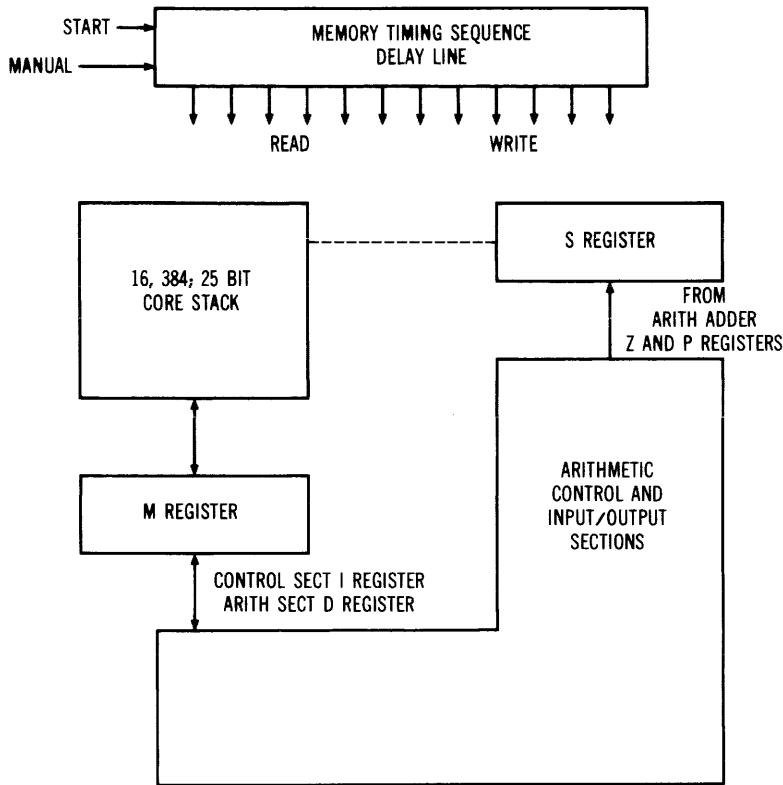 START
MANUAL
MEMORY TIMING SEQUENCE
DELAY LINE
READ
WRITE
16, 384; 25 BIT
CORE STACK
S REGISTER
FROM
ARITH ADDER
Z AND P REGISTERS
M REGISTER
ARITHMETIC
CONTROL AND
INPUT/OUTPUT
SECTIONS
CONTROL SECT I REGISTER
ARITH SECT D REGISTER